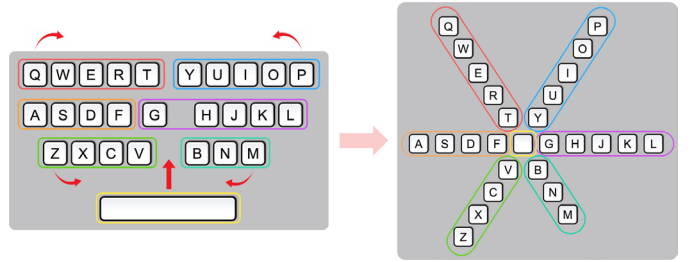 Q W E R T Y U I O P
A S D F G H J K L
Z X C V B N M
Q P
W O
E I
R U
T Y
A S D F G H J K L
V B
C N
X M
Z